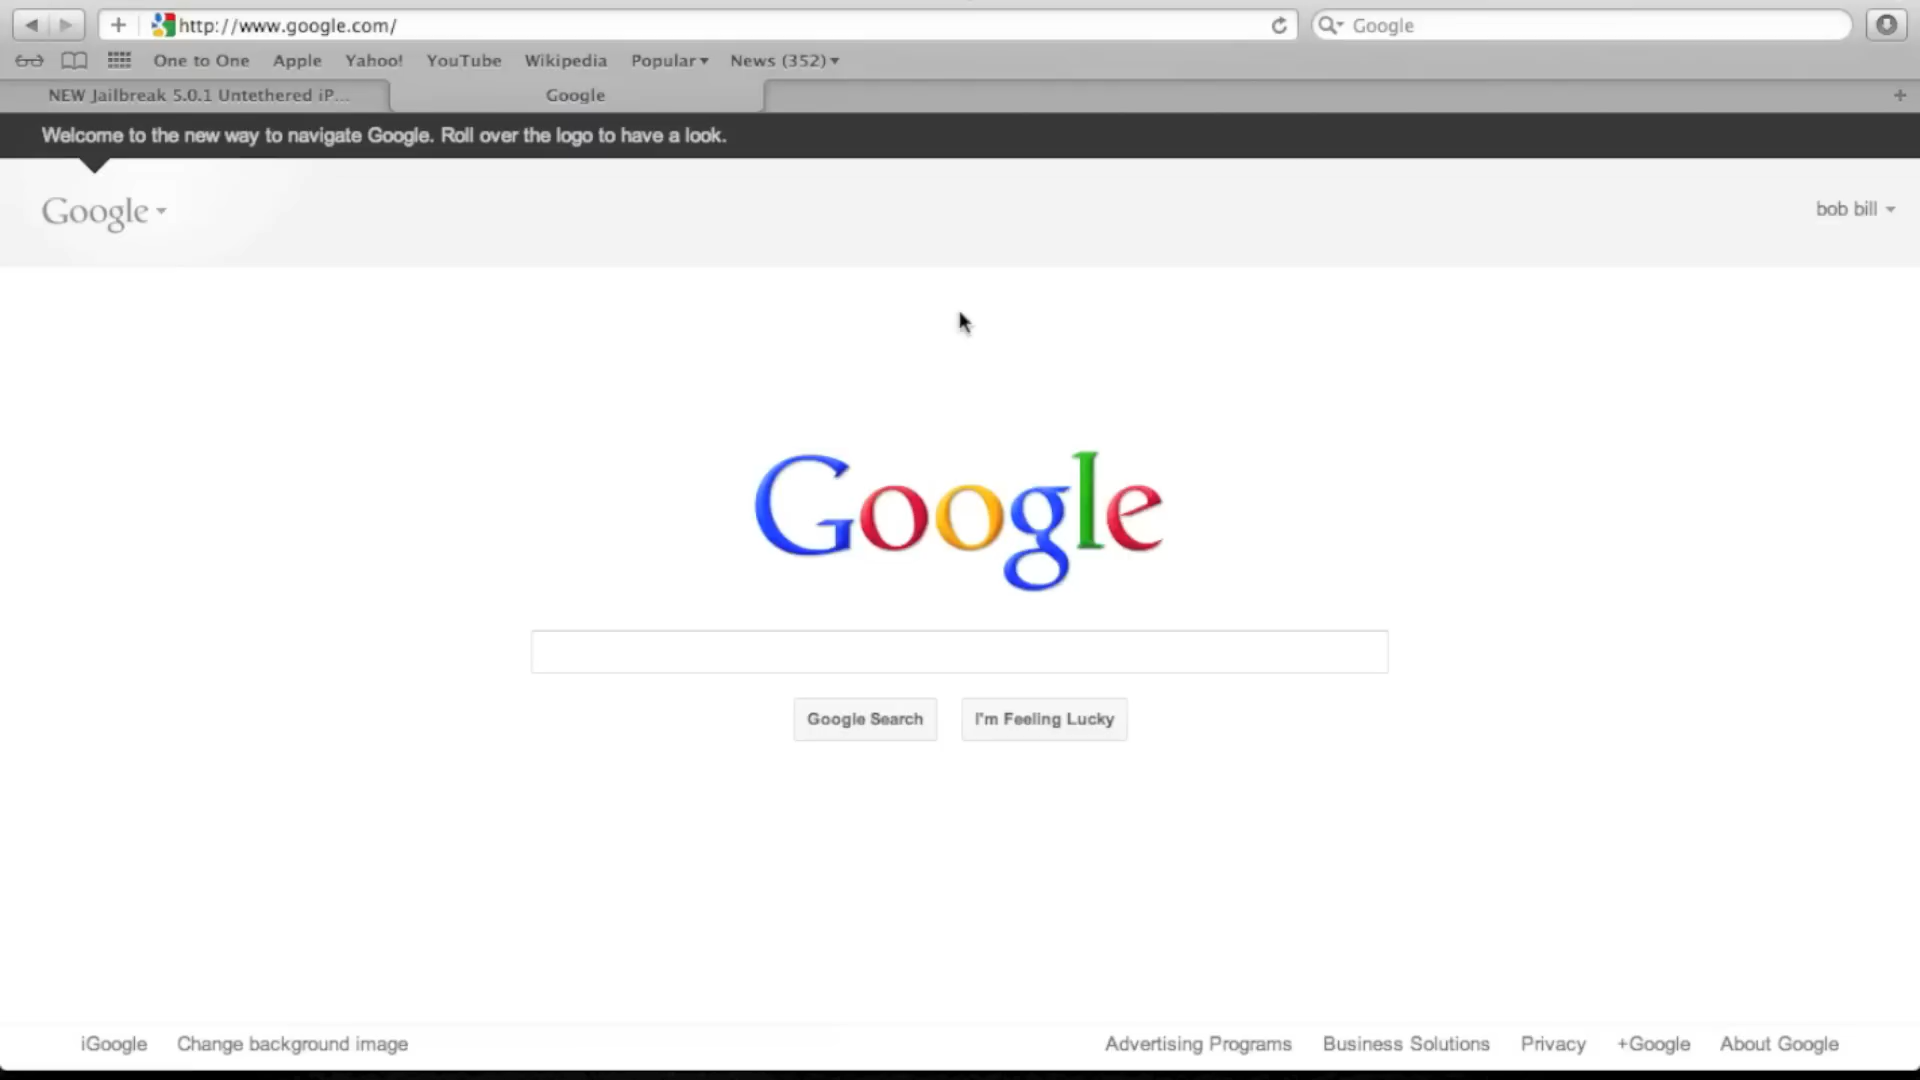 http://www.google.com/
Google
One to One Apple Yahoo! YouTube Wikipedia Popular News (352)
NEW Jailbreak 5.0.1 Untethered iP...
Google
Welcome to the new way to navigate Google. Roll over the logo to have a look.
Google
bob bill
Google
Google Search
I'm Feeling Lucky
iGoogle Change background image
Advertising Programs Business Solutions Privacy +Google About Google